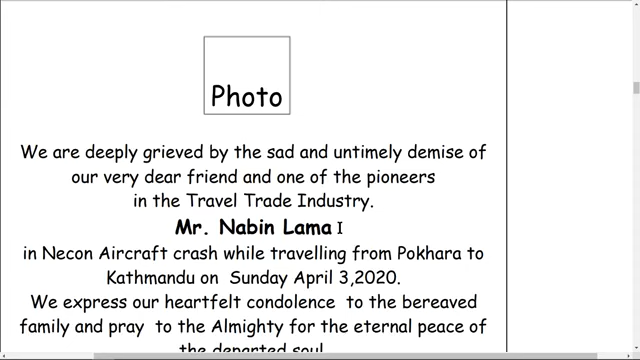 Photo
We are deeply grieved by the sad and untimely demise of
our very dear friend and one of the pioneers
in the Travel Trade Industry.
Mr. Nabin Lama
in Necon Aircraft crash while travelling from Pokhara to
Kathmandu on  Sunday April 3,2020.
We express our heartfelt condolence  to the bereaved
family and pray  to the Almighty for the eternal peace of
the departed soul